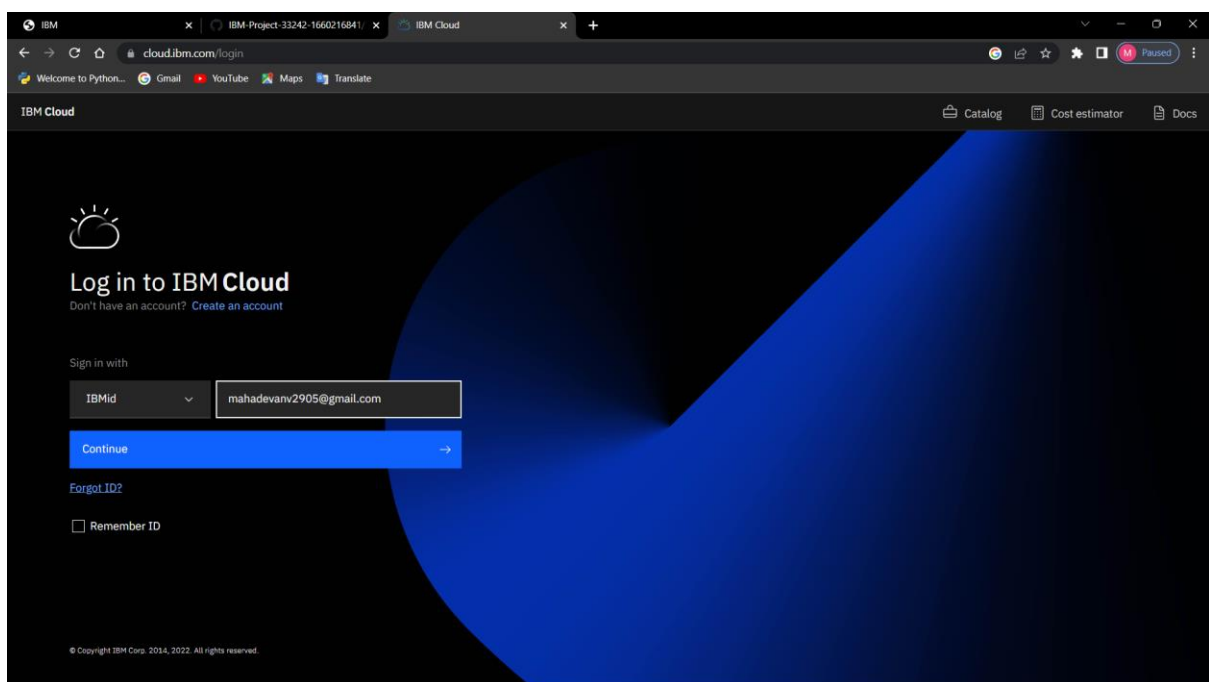 IBM
IBM-Project-33242-1660216841/
IBM Cloud
cloud.ibm.com/login
M Paused
Welcome to Python...
Gmail
YouTube
Maps
Translate
IBM Cloud
Catalog
Cost estimator
Docs
Log in to IBM Cloud
Don't have an account? Create an account
Sign in with
IBMid
mahadevanv2905@gmail.com
Continue
Forgot ID?
Remember ID
© Copyright IBM Corp. 2014, 2022. All rights reserved.